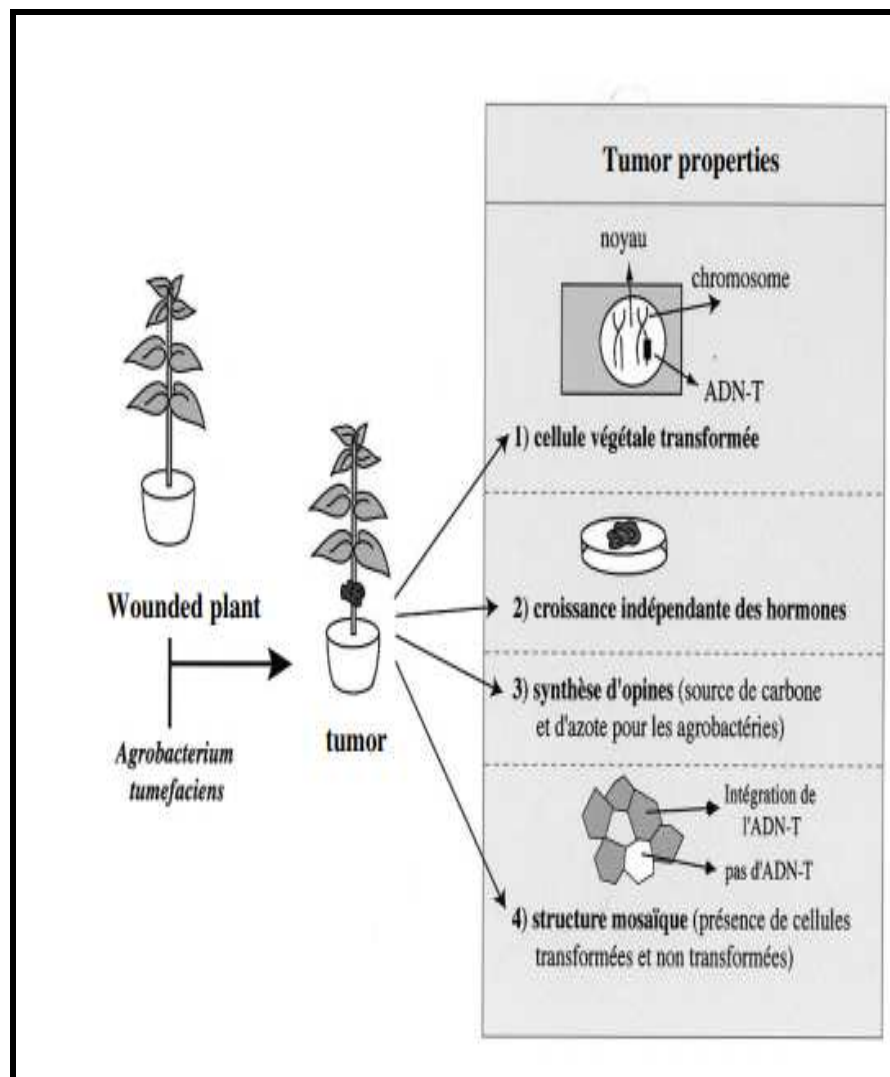 Wounded plant
Agrobacterium
tumefaciens
tumor
Tumor properties
noyau
chromosome
ADN-T
1) cellule végétale transformée
2) croissance indépendante des hormones
3) synthèse d'opines (source de carbone
et d'azote pour les agrobactéries)
Intégration de
l'ADN-T
pas d'ADN-T
4) structure mosaïque (présence de cellules
transformées et non transformées)